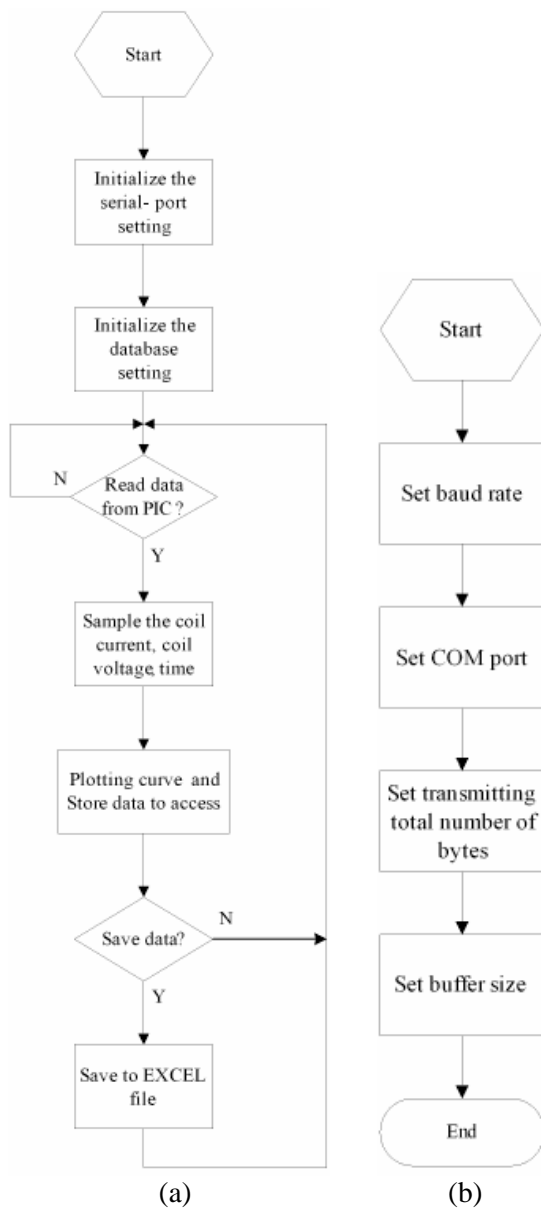 Start
Initialize the
serial- port
setting
Initialize the
database
setting
N
Read data
from PIC ?
Y
Sample the coil
current, coil
voltage, time
Plotting curve and
Store data to access
N
Save data?
Y
Save to EXCEL
file
(a)
Start
Set baud rate
Set COM port
Set transmitting
total number of
bytes
Set buffer size
End
(b)